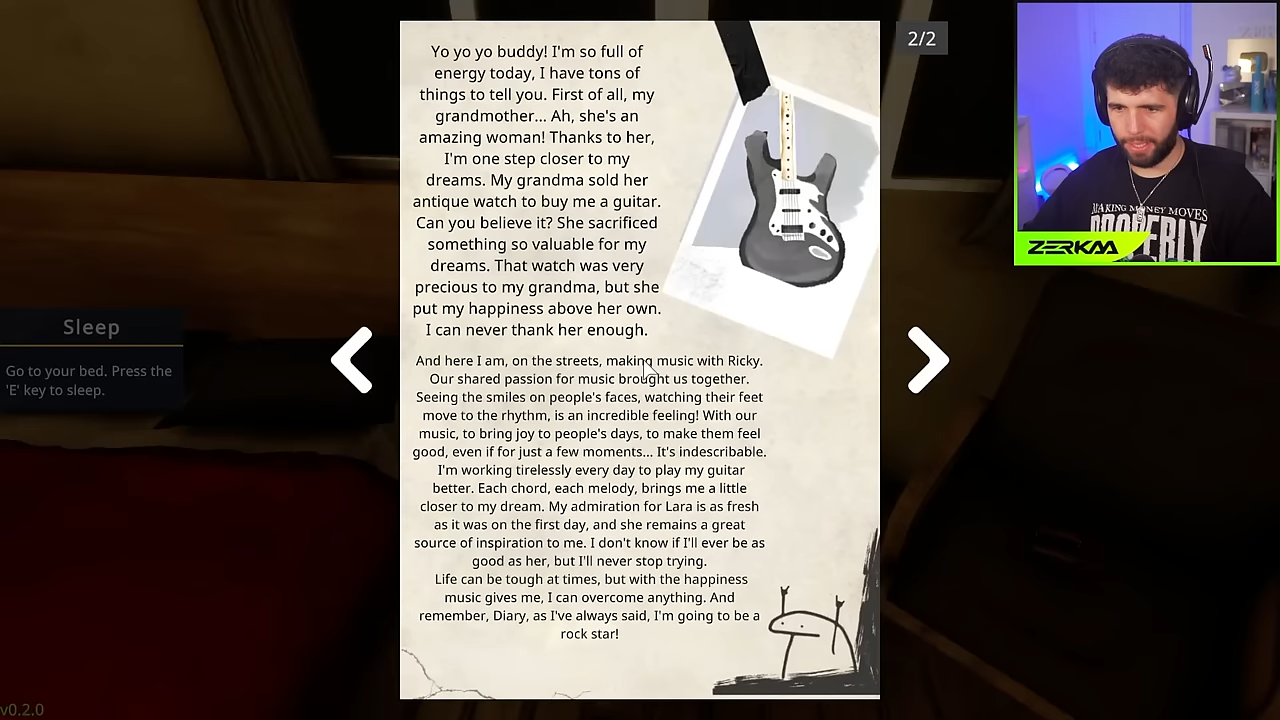 Yo yo yo buddy! I'm so full of
energy today, I have tons of
things to tell you. First of all, my
grandmother... Ah, she's an
amazing woman! Thanks to her,
I'm one step closer to my
dreams. My grandma sold her
antique watch to buy me a guitar.
Can you believe it? She sacrificed
something so valuable for my
dreams. That watch was very
precious to my grandma, but she
put my happiness above her own.
I can never thank her enough.
And here I am, on the streets, making music with Ricky.
Our shared passion for music brought us together.
Seeing the smiles on people's faces, watching their feet
move to the rhythm, is an incredible feeling! With our
music, to bring joy to people's days, to make them feel
good, even if for just a few moments... It's indescribable.
I'm working tirelessly every day to play my guitar
better. Each chord, each melody, brings me a little
closer to my dream. My admiration for Lara is as fresh
as it was on the first day, and she remains a great
source of inspiration to me. I don't know if I'll ever be as
good as her, but I'll never stop trying.
Life can be tough at times, but with the happiness
music gives me, I can overcome anything. And
remember, Diary, as I've always said, I'm going to be a
rock star!
2/2
Sleep
Go to your bed. Press the
'E' key to sleep.
v0.2.0
MAKING MONEY MOVES
PROPERLY
ZERKAA